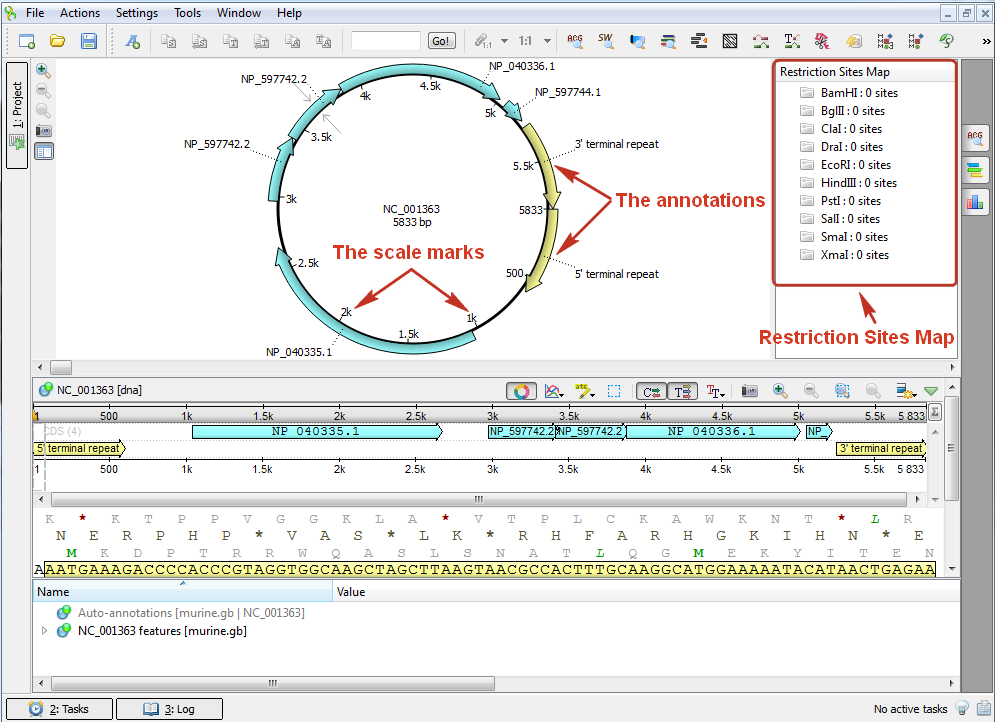 File Actions Settings Tools Window Help
Go! 1:1 ACG SW
1: Project
NP_597742.2
NP_040336.1
4k 4.5k 5k
NP_597744.1
3.5k
NP_597742.2
3' terminal repeat
5.5k
The annotations
3k
NC_001363
5833 bp
5833
The scale marks
2.5k
500
5' terminal repeat
2k
1k
1.5k
NP_040335.1
Restriction Sites Map
BamHI : 0 sites
BglII : 0 sites
ClaI : 0 sites
DraI : 0 sites
EcoRI : 0 sites
HindIII : 0 sites
PstI : 0 sites
SalI : 0 sites
SmaI : 0 sites
XmaI : 0 sites
Restriction Sites Map
ACG
NC_001363 [dna]
1 500 1k 1.5k 2k 2.5k 3k 3.5k 4k 4.5k 5k 5.5k 5 833
CDS (4) NP 040335.1 NP_597742.2 NP_597742.2 NP 040336.1 NP_
5' terminal repeat 3' terminal repeat
1 500 1k 1.5k 2k 2.5k 3k 3.5k 4k 4.5k 5k 5.5k 5 833
K * K T P P V G G K L A * V T P L C K A W K N T * L R
N E R P H P * V A S * L K * R H F A R H G K I H N * E
M K D P T R R W Q A S L S N A T L Q G M E K Y I T E N
AAATGAAAGACCCCACCCGTAGGTGGCAAGCTAGCTTAAGTAACGCCACTTTGCAAGGCATGGAAAAATACATAACTGAGAA
Name Value
Auto-annotations [murine.gb | NC_001363]
NC_001363 features [murine.gb]
2: Tasks 3: Log No active tasks